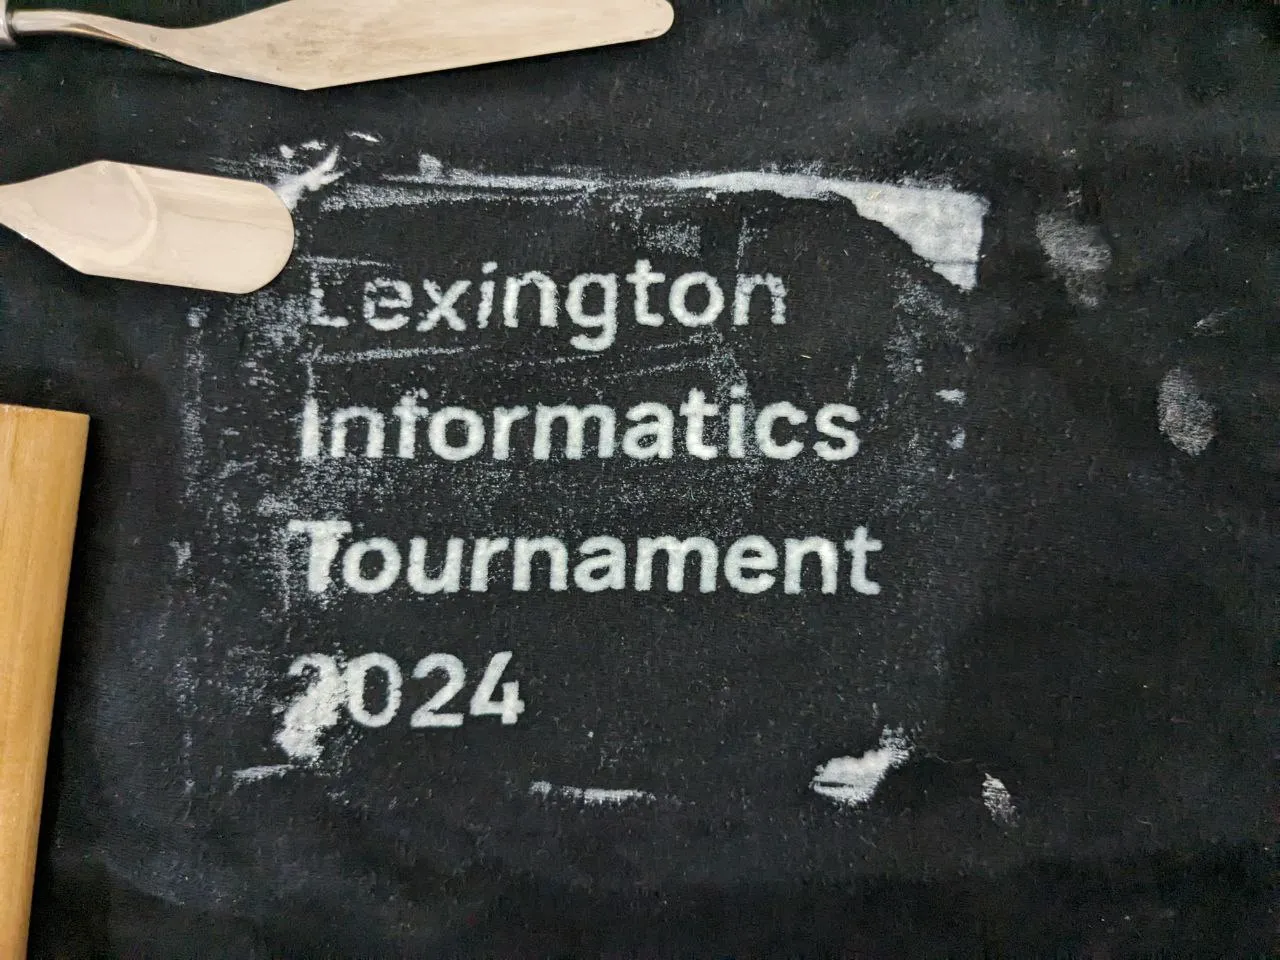 Lexington
Informatics
Tournament
2024